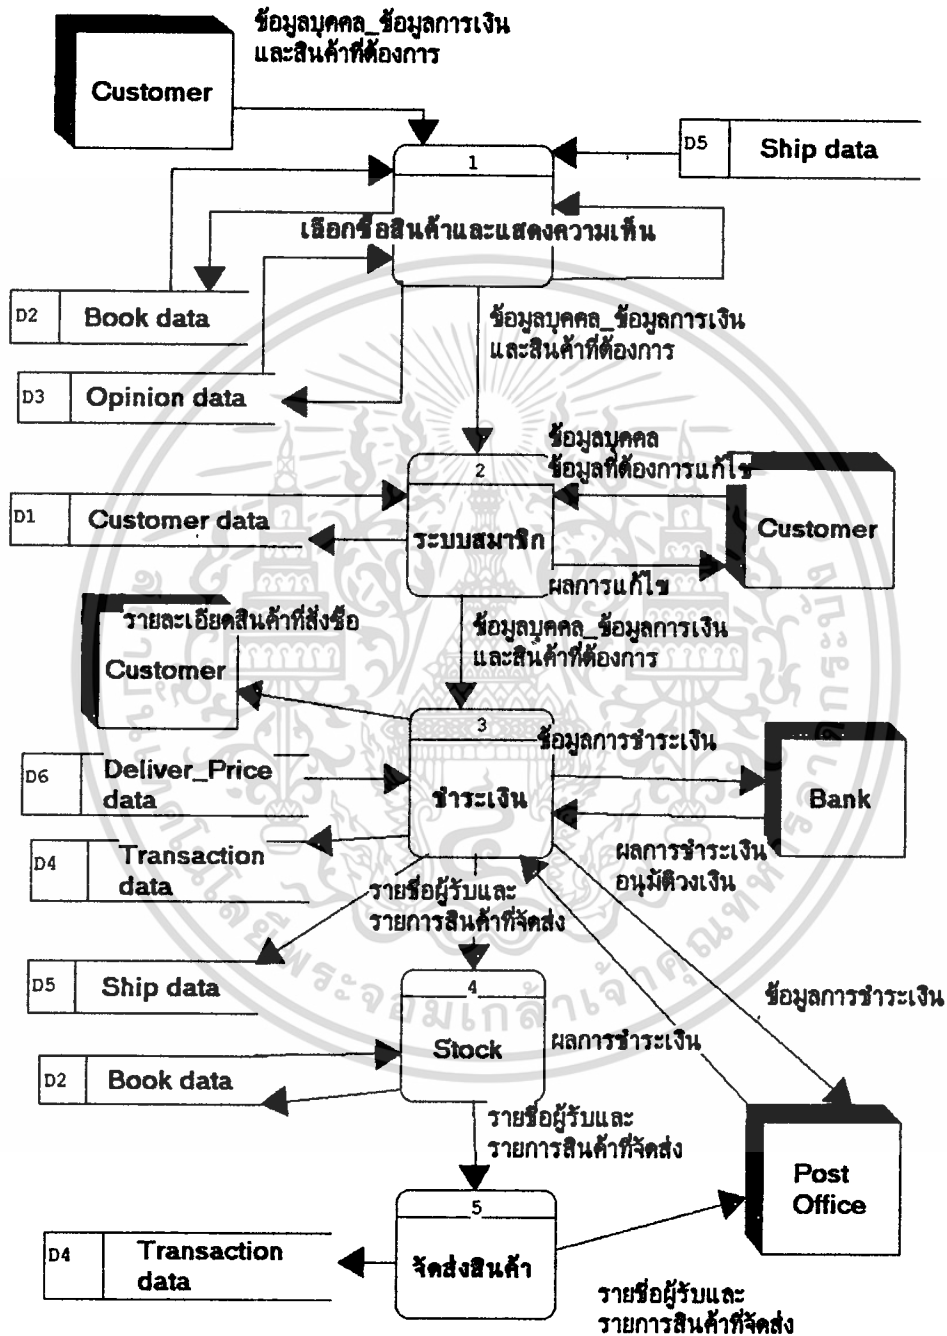 ข้อมูลบุคคล_ข้อมูลการเงิน
และสินค้าที่ต้องการ
Customer
1
D5
Ship data
เลือกซื้อสินค้าและแสดงความเห็น
D2
Book data
ข้อมูลบุคคล_ข้อมูลการเงิน
และสินค้าที่ต้องการ
D3
Opinion data
ข้อมูลบุคคล
ข้อมูลที่ต้องการแก้ไข
2
D1
Customer data
ระบบสมาชิก
Customer
ผลการแก้ไข
รายละเอียดสินค้าที่สั่งซื้อ
Customer
ข้อมูลบุคคล_ข้อมูลการเงิน
และสินค้าที่ต้องการ
3
ข้อมูลการชำระเงิน
D6
Deliver_Price
data
ชำระเงิน
Bank
D4
Transaction
data
ผลการชำระเงิน
อนุมัติวงเงิน
รายชื่อผู้รับและ
รายการสินค้าที่จัดส่ง
D5
Ship data
4
Stock
ข้อมูลการชำระเงิน
ผลการชำระเงิน
D2
Book data
รายชื่อผู้รับและ
รายการสินค้าที่จัดส่ง
Post
Office
5
จัดส่งสินค้า
D4
Transaction
data
รายชื่อผู้รับและ
รายการสินค้าที่จัดส่ง
พระจอมเกล้าเจ้าคุณทหาร